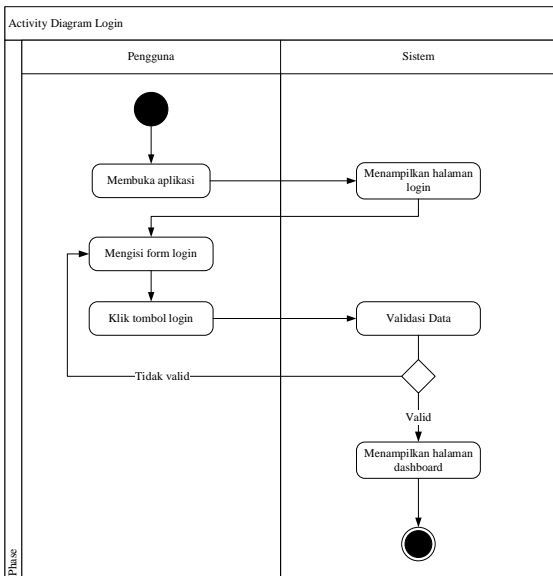 Activity Diagram Login
Pengguna
Sistem
Membuka aplikasi
Menampilkan halaman
login
Mengisi form login
Klik tombol login
Validasi Data
Tidak valid
Valid
Menampilkan halaman
dashboard
Phase